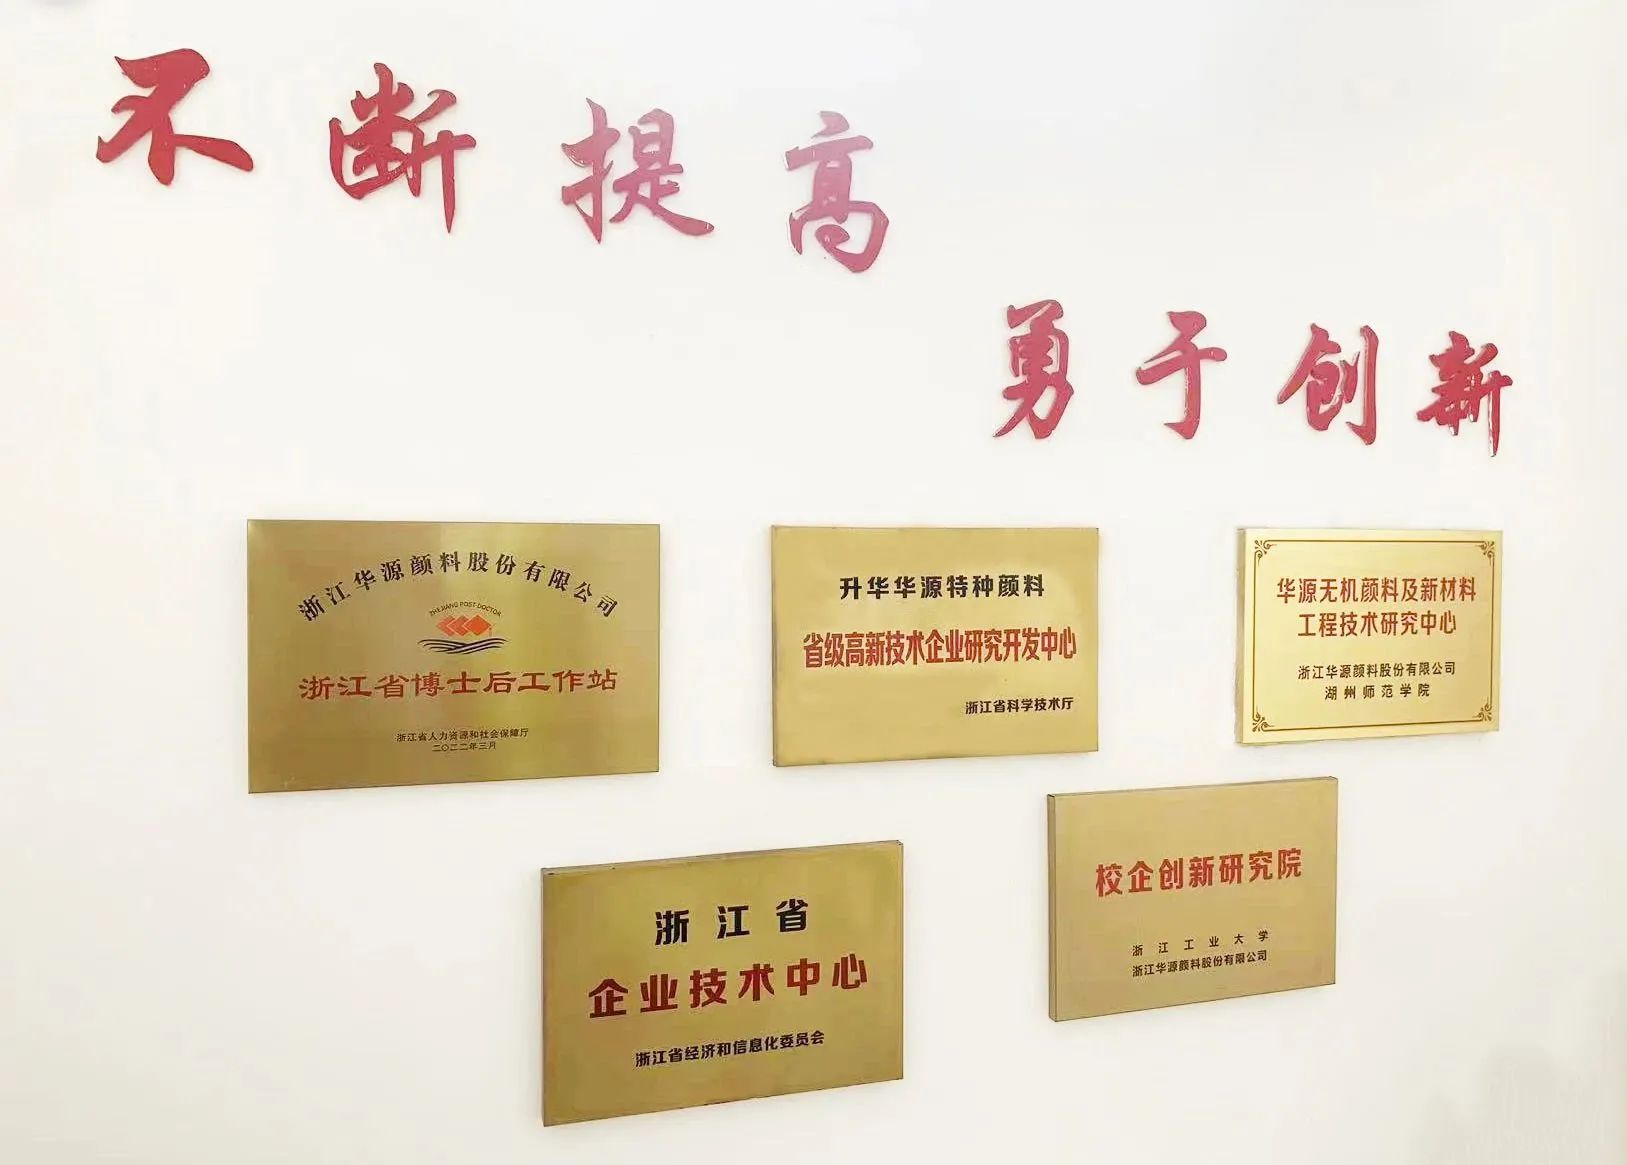 不断提高
勇于创新
浙江华源颜料股份有限公司
ZHEJIANG POST DOCTOR
浙江省博士后工作站
浙江省人力资源和社会保障厅
二〇二二年三月
升华华源特种颜料
省级高新技术企业研究开发中心
浙江省科学技术厅
华源无机颜料及新材料
工程技术研究中心
浙江华源颜料股份有限公司
湖州师范学院
浙江省
企业技术中心
浙江省经济和信息化委员会
校企创新研究院
浙江工业大学
浙江华源颜料股份有限公司